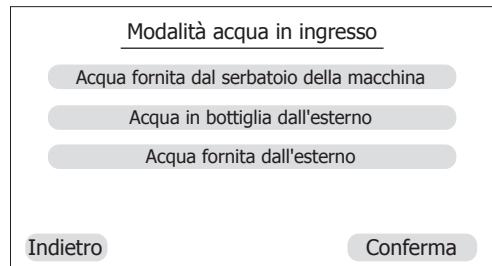 Modalità acqua in ingresso
Acqua fornita dal serbatoio della macchina
Acqua in bottiglia dall'esterno
Acqua fornita dall'esterno
Indietro
Conferma